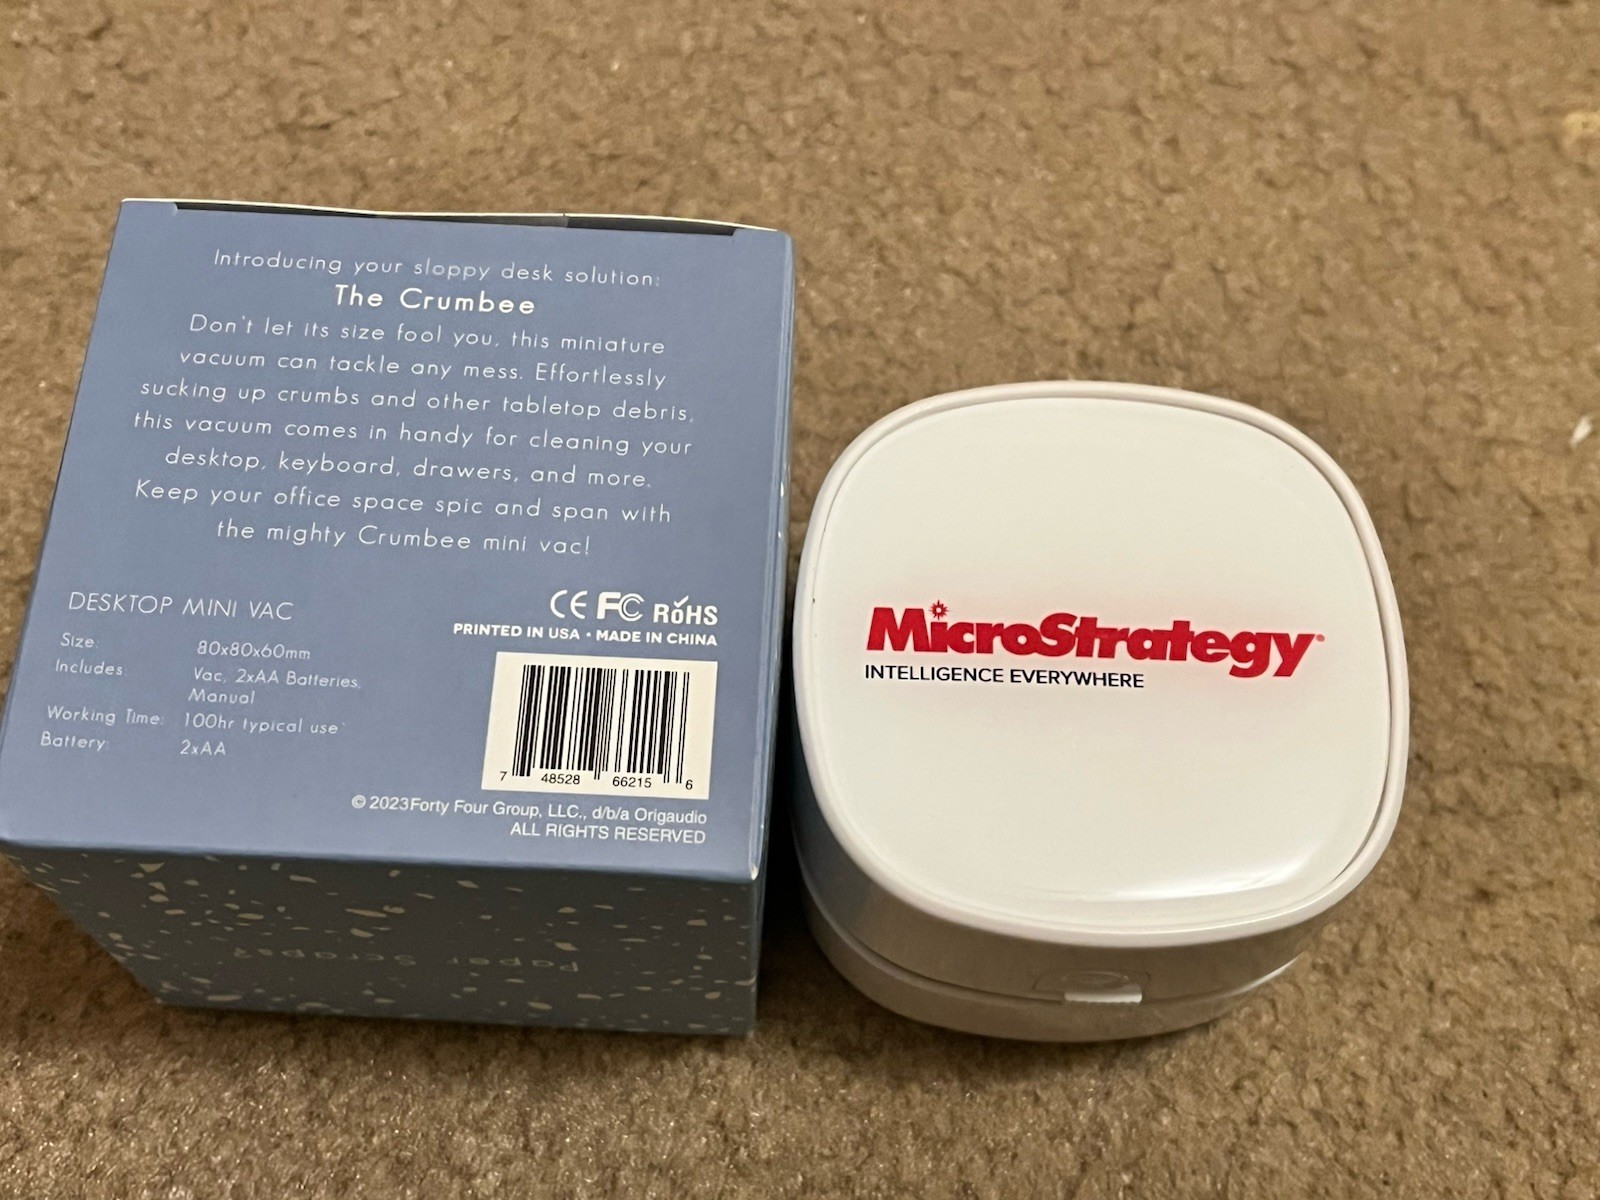 Introducing your sloppy desk solution:
The Crumbee
Don't let its size fool you, this miniature
vacuum can tackle any mess. Effortlessly
sucking up crumbs and other tabletop debris,
this vacuum comes in handy for cleaning your
desktop, keyboard, drawers, and more.
Keep your office space spic and span with
the mighty Crumbee mini vac!
DESKTOP MINI VAC
Size: 80x80x60mm
Includes: Vac, 2xAA Batteries,
Manual
Working Time: 100hr typical use
Battery: 2xAA
CE FC RoHS
PRINTED IN USA • MADE IN CHINA
7 48528 66215 6
© 2023Forty Four Group, LLC., d/b/a Origaudio
ALL RIGHTS RESERVED
Paper Scraps?
MicroStrategy
INTELLIGENCE EVERYWHERE